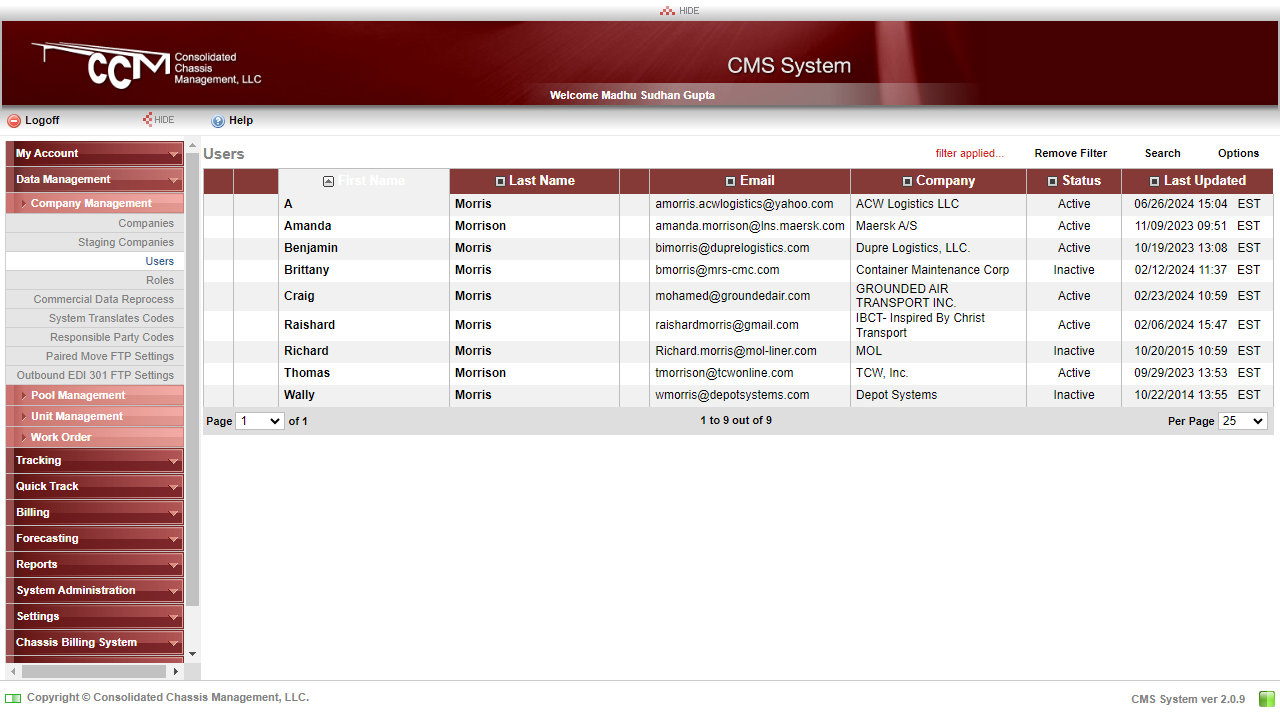 HIDE
CCM Consolidated
Chassis
Management, LLC
CMS System
Welcome Madhu Sudhan Gupta
Logoff HIDE Help
My Account
Data Management
Company Management
Companies
Staging Companies
Users
Roles
Commercial Data Reprocess
System Translates Codes
Responsible Party Codes
Paired Move FTP Settings
Outbound EDI 301 FTP Settings
Pool Management
Unit Management
Work Order
Tracking
Quick Track
Billing
Forecasting
Reports
System Administration
Settings
Chassis Billing System
Users filter applied... Remove Filter Search Options
First Name Last Name Email Company Status Last Updated
A Morris amorris.acwlogistics@yahoo.com ACW Logistics LLC Active 06/26/2024 15:04 EST
Amanda Morrison amanda.morrison@lns.maersk.com Maersk A/S Active 11/09/2023 09:51 EST
Benjamin Morris bimorris@duprelogistics.com Dupre Logistics, LLC. Active 10/19/2023 13:08 EST
Brittany Morris bmorris@mrs-cmc.com Container Maintenance Corp Inactive 02/12/2024 11:37 EST
Craig Morris mohamed@groundedair.com GROUNDED AIR
TRANSPORT INC. Active 02/23/2024 10:59 EST
Raishard Morris raishardmorris@gmail.com IBCT- Inspired By Christ
Transport Active 02/06/2024 15:47 EST
Richard Morris Richard.morris@mol-liner.com MOL Inactive 10/20/2015 10:59 EST
Thomas Morrison tmorrison@tcwonline.com TCW, Inc. Active 09/29/2023 13:53 EST
Wally Morris wmorris@depotsystems.com Depot Systems Inactive 10/22/2014 13:55 EST
Page 1 of 1 1 to 9 out of 9 Per Page 25
Copyright © Consolidated Chassis Management, LLC. CMS System ver 2.0.9